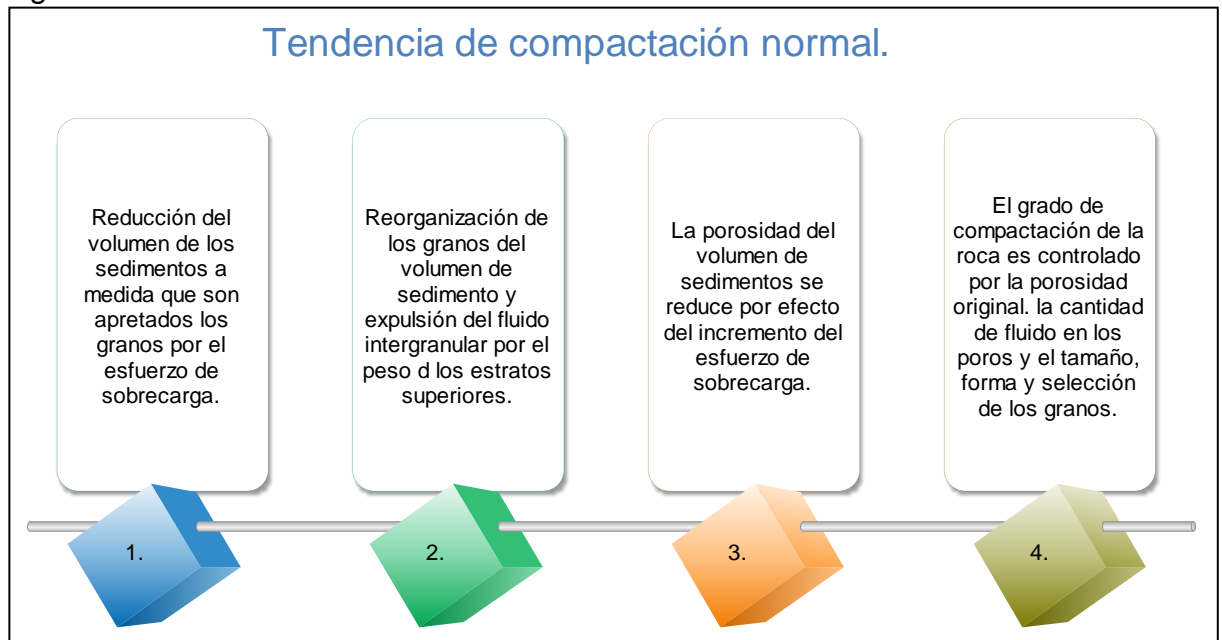 Tendencia de compactación normal.
Reducción del
volumen de los
sedimentos a
medida que son
apretados los
granos por el
esfuerzo de
sobrecarga.
Reorganización de
los granos del
volumen de
sedimento y
expulsión del fluido
intergranular por el
peso d los estratos
superiores.
La porosidad del
volumen de
sedimentos se
reduce por efecto
del incremento del
esfuerzo de
sobrecarga.
El grado de
compactación de la
roca es controlado
por la porosidad
original. la cantidad
de fluido en los
poros y el tamaño,
forma y selección
de los granos.
1.
2.
3.
4.